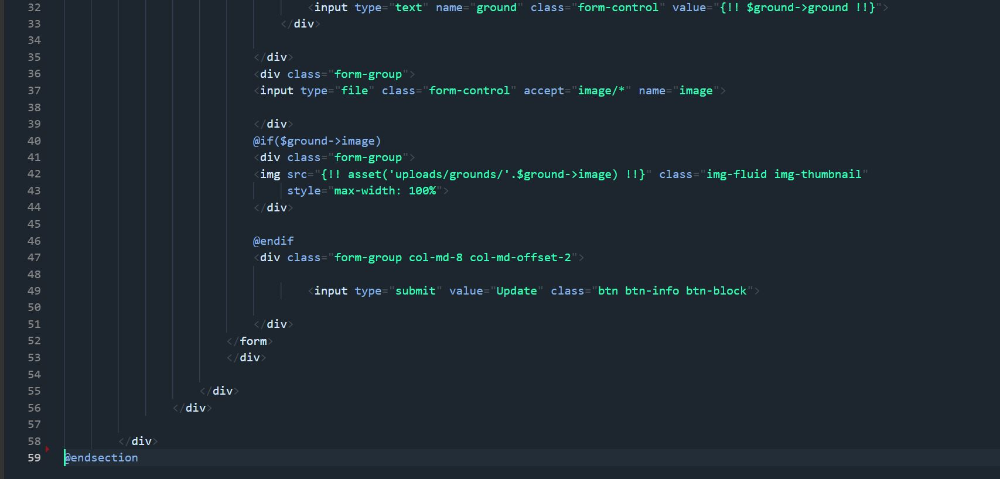 32 <input type="text" name="ground" class="form-control" value="{!! $ground->ground !!}">
33 </div>
34
35 </div>
36 <div class="form-group">
37 <input type="file" class="form-control" accept="image/*" name="image">
38
39 </div>
40 @if($ground->image)
41 <div class="form-group">
42 <img src="{!! asset('uploads/grounds/'.$ground->image) !!}" class="img-fluid img-thumbnail"
43 style="max-width: 100%">
44 </div>
45
46 @endif
47 <div class="form-group col-md-8 col-md-offset-2">
48
49 <input type="submit" value="Update" class="btn btn-info btn-block">
50
51 </div>
52 </form>
53 </div>
54
55 </div>
56 </div>
57
58 </div>
59 @endsection